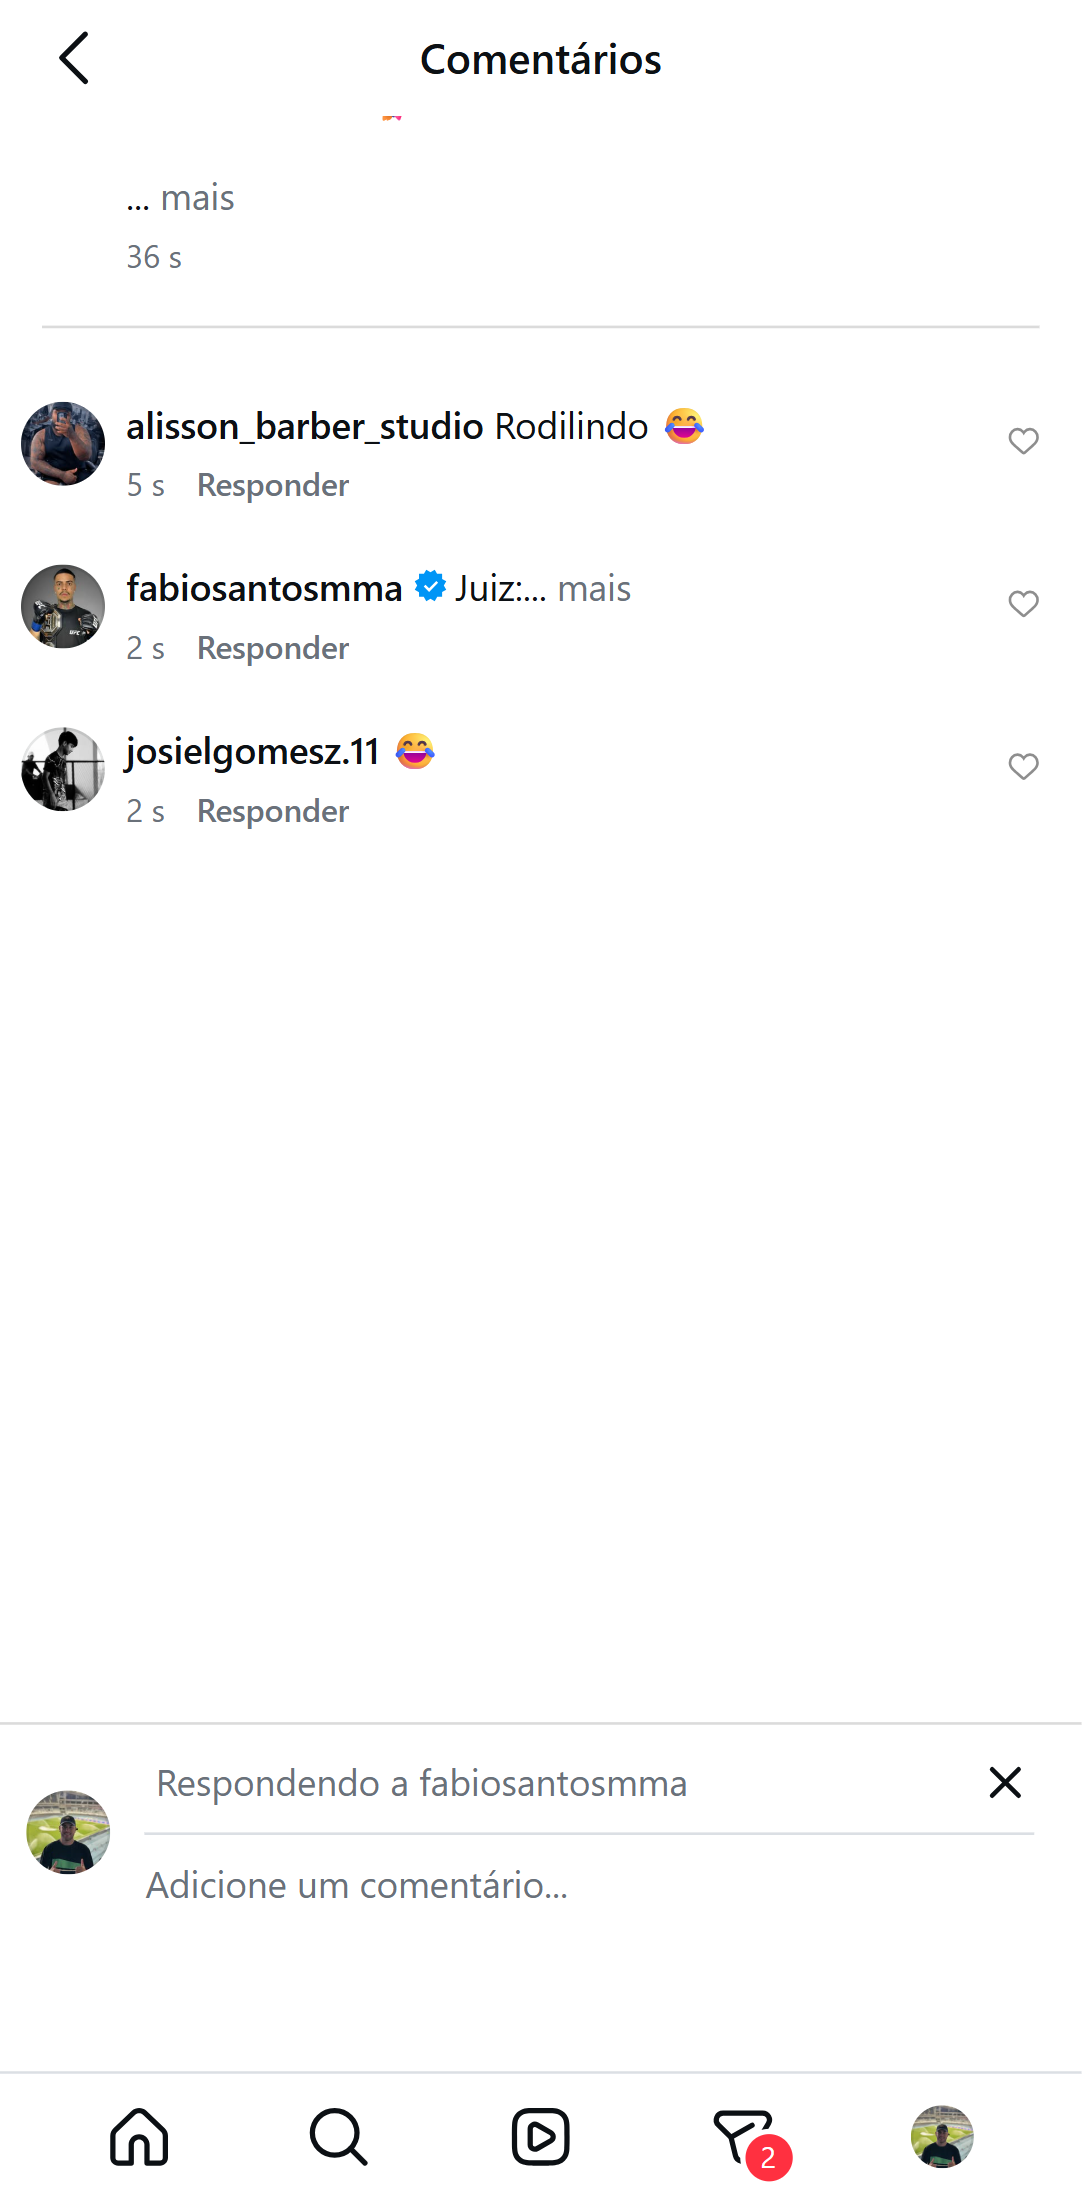 Comentários
... mais
36 s
alisson_barber_studio Rodilindo 😂
5 s Responder
fabiosantosmma Juiz:... mais
2 s Responder
josielgomesz.11 😂
2 s Responder
Respondendo a fabiosantosmma
Adicione um comentário...
2